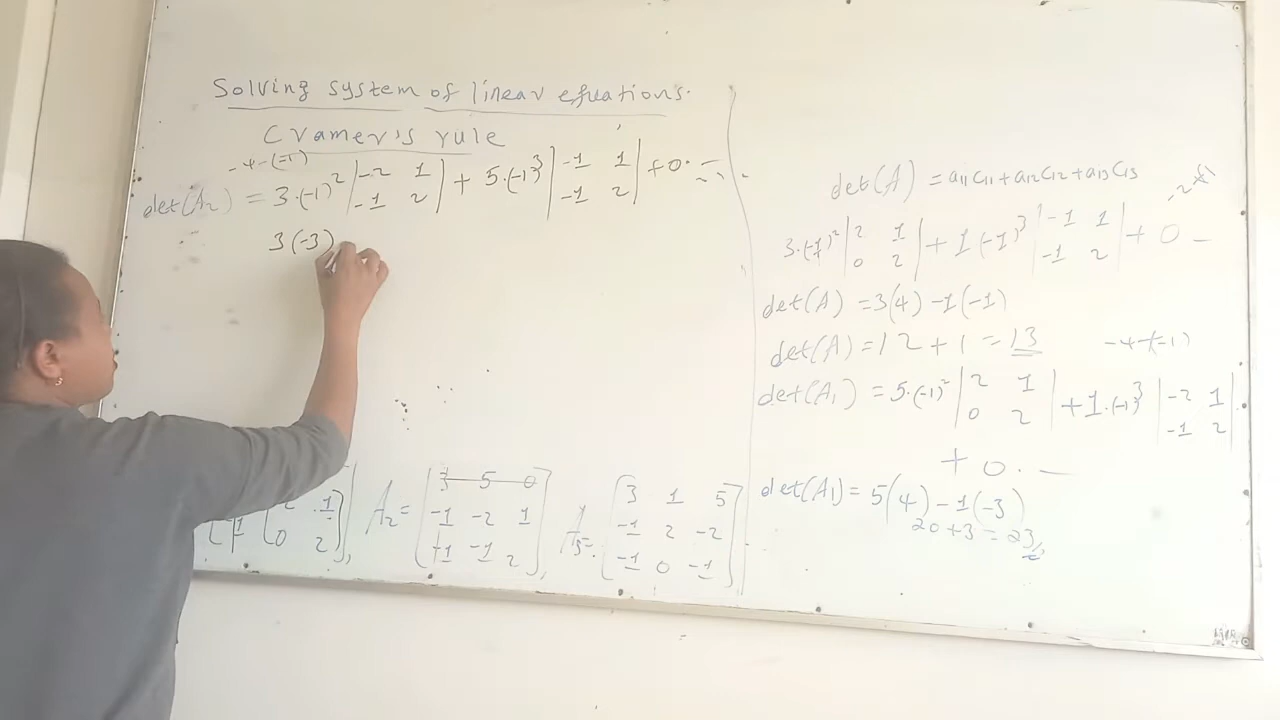 Solving system of linear equations.
Cramer's rule
-4-(-1)
det(A₂) = 3·(-1)² |-2 1| + 5·(-1)³ |-1 1| + 0·
|-1 2| |-1 2|
3(-3)
A₂= [3 5 0]
[-1 -2 1]
[-1 -1 2],
A₃= [3 1 5]
[-1 2 -2]
[-1 0 -1]
det(A) = a11c11+a12c12+a13c13
-2+1
3·(-1)² |2 1| + 1(-1)³ |-1 1| + 0
|0 2| |-1 2|
det(A) = 3(4) -1(-1)
det(A) = 12 + 1 = 13
-4-(-1)
det(A₁) = 5·(-1)² |2 1| + 1·(-1)³ |-2 1|
|0 2| |-1 2|
+ 0·
det(A₁) = 5(4) - 1(-3)
20 + 3 = 23